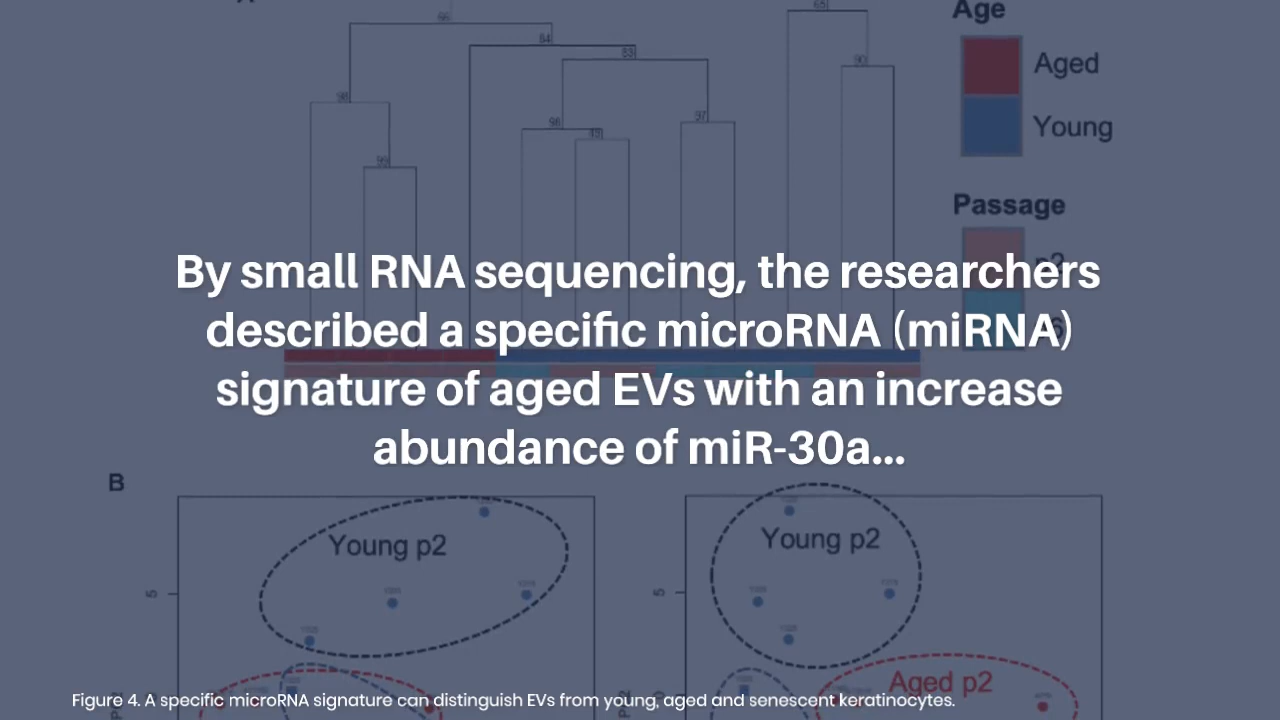 Age
Aged
Young
Passage
By small RNA sequencing, the researchers
described a specific microRNA (miRNA)
signature of aged EVs with an increase
abundance of miR-30a...
B
Young p2
Young p2
5
5
Aged p2
Figure 4. A specific microRNA signature can distinguish EVs from young, aged and senescent keratinocytes.